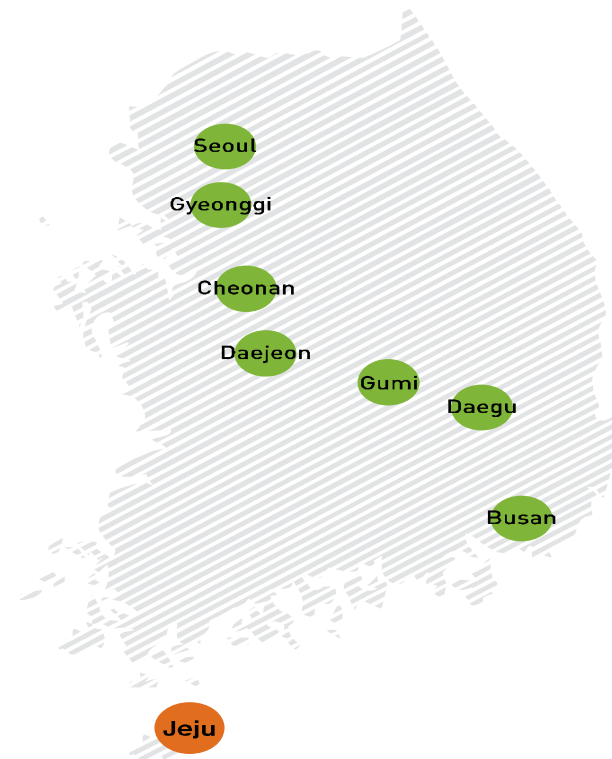 Seoul
Gyeonggi
Cheonan
Daejeon
Gumi
Daegu
Busan
Jeju